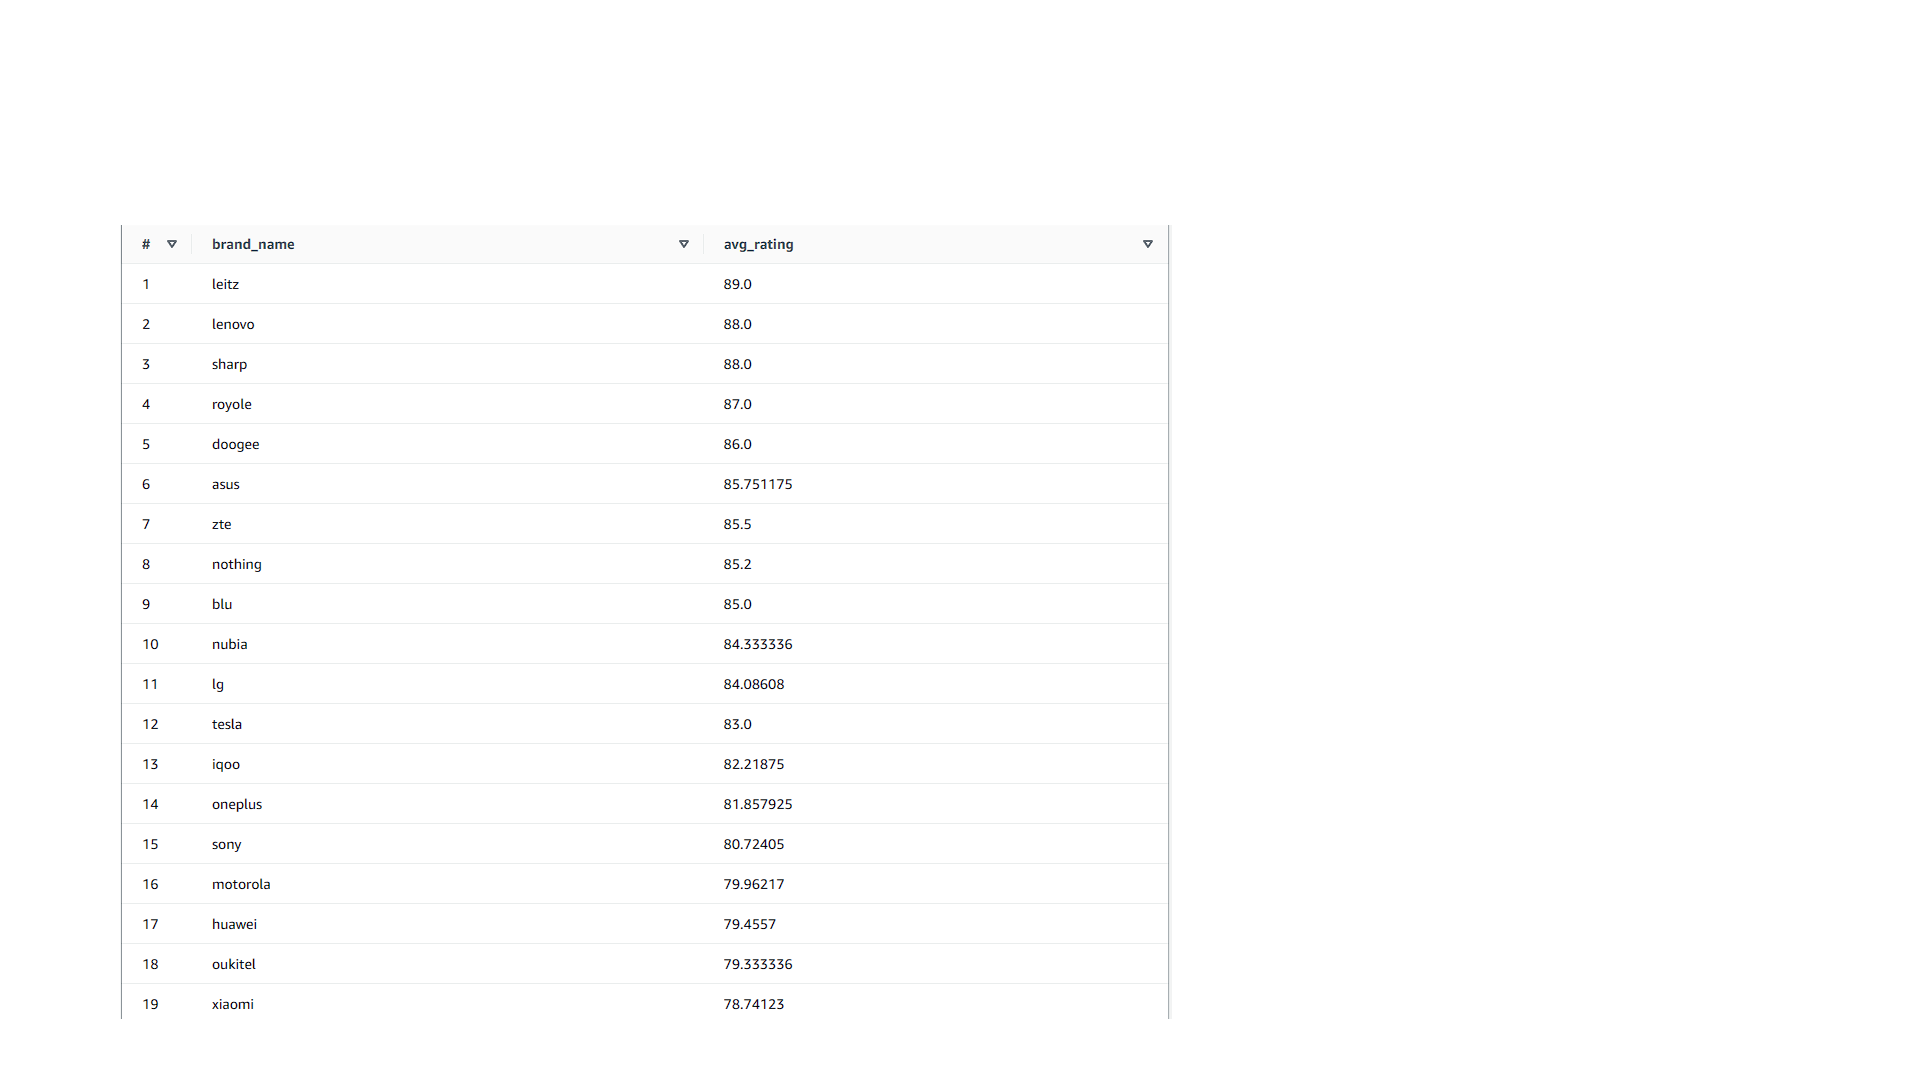 # brand_name avg_rating
1 leitz 89.0
2 lenovo 88.0
3 sharp 88.0
4 royole 87.0
5 doogee 86.0
6 asus 85.751175
7 zte 85.5
8 nothing 85.2
9 blu 85.0
10 nubia 84.333336
11 lg 84.08608
12 tesla 83.0
13 iqoo 82.21875
14 oneplus 81.857925
15 sony 80.72405
16 motorola 79.96217
17 huawei 79.4557
18 oukitel 79.333336
19 xiaomi 78.74123